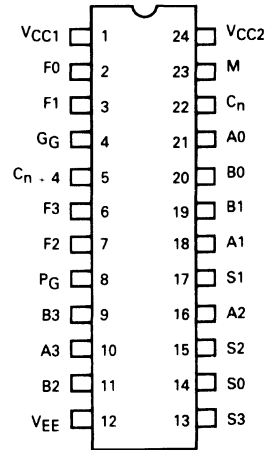 VCC1 1 24 VCC2
F0 2 23 M
F1 3 22 Cn
GG 4 21 A0
Cn . 4 5 20 B0
F3 6 19 B1
F2 7 18 A1
PG 8 17 S1
B3 9 16 A2
A3 10 15 S2
B2 11 14 S0
VEE 12 13 S3